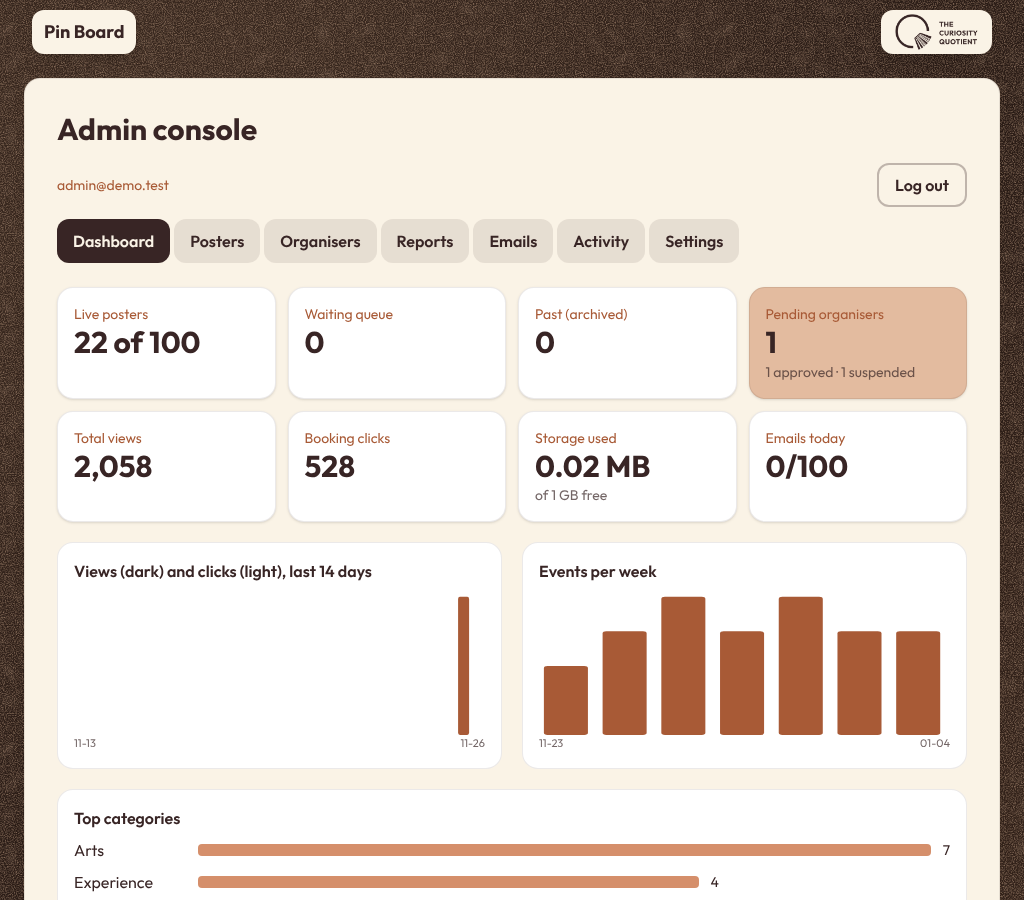 Pin Board
THE
CURIOSITY
QUOTIENT
Admin console
admin@demo.test
Log out
Dashboard
Posters
Organisers
Reports
Emails
Activity
Settings
Live posters
22 of 100
Waiting queue
0
Past (archived)
0
Pending organisers
1
1 approved · 1 suspended
Total views
2,058
Booking clicks
528
Storage used
0.02 MB
of 1 GB free
Emails today
0/100
Views (dark) and clicks (light), last 14 days
11-13
11-26
Events per week
11-23
01-04
Top categories
Arts
7
Experience
4